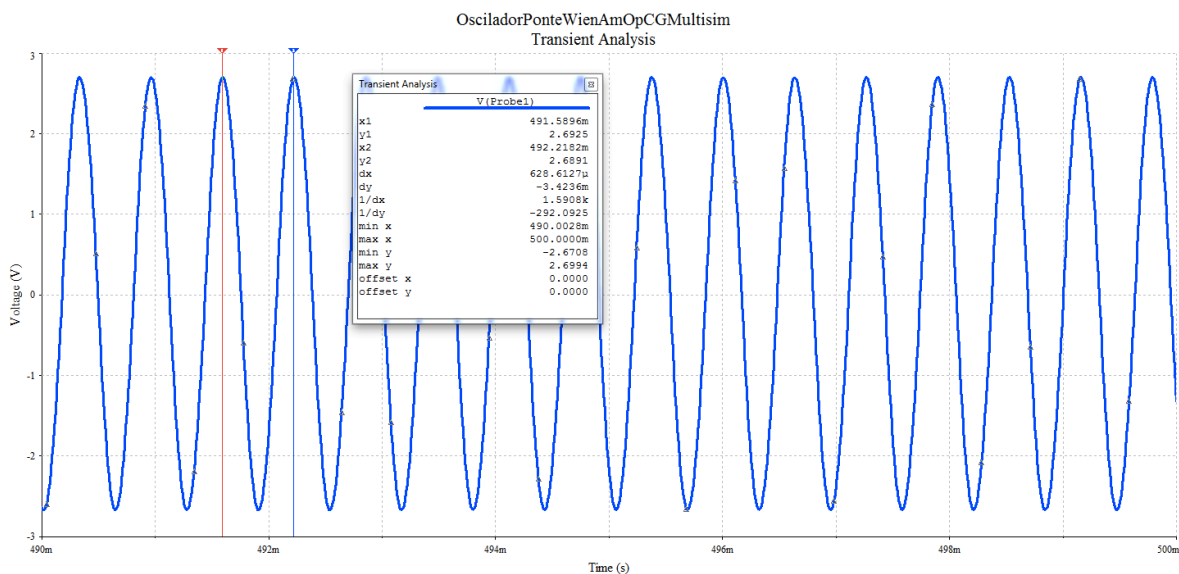 OsciladorPonteWienAmOpCGMultisim
Transient Analysis
3
2
1
0
-1
-2
-3
Voltage (V)
Transient Analysis
V(Probe1)
x1 491.5896m
y1 2.6925
x2 492.2182m
y2 2.6891
dx 628.6127µ
dy -3.4236m
1/dx 1.5908k
1/dy -292.0925
min x 490.0028m
max x 500.0000m
min y -2.6708
max y 2.6994
offset x 0.0000
offset y 0.0000
490m 492m 494m 496m 498m 500m
Time (s)